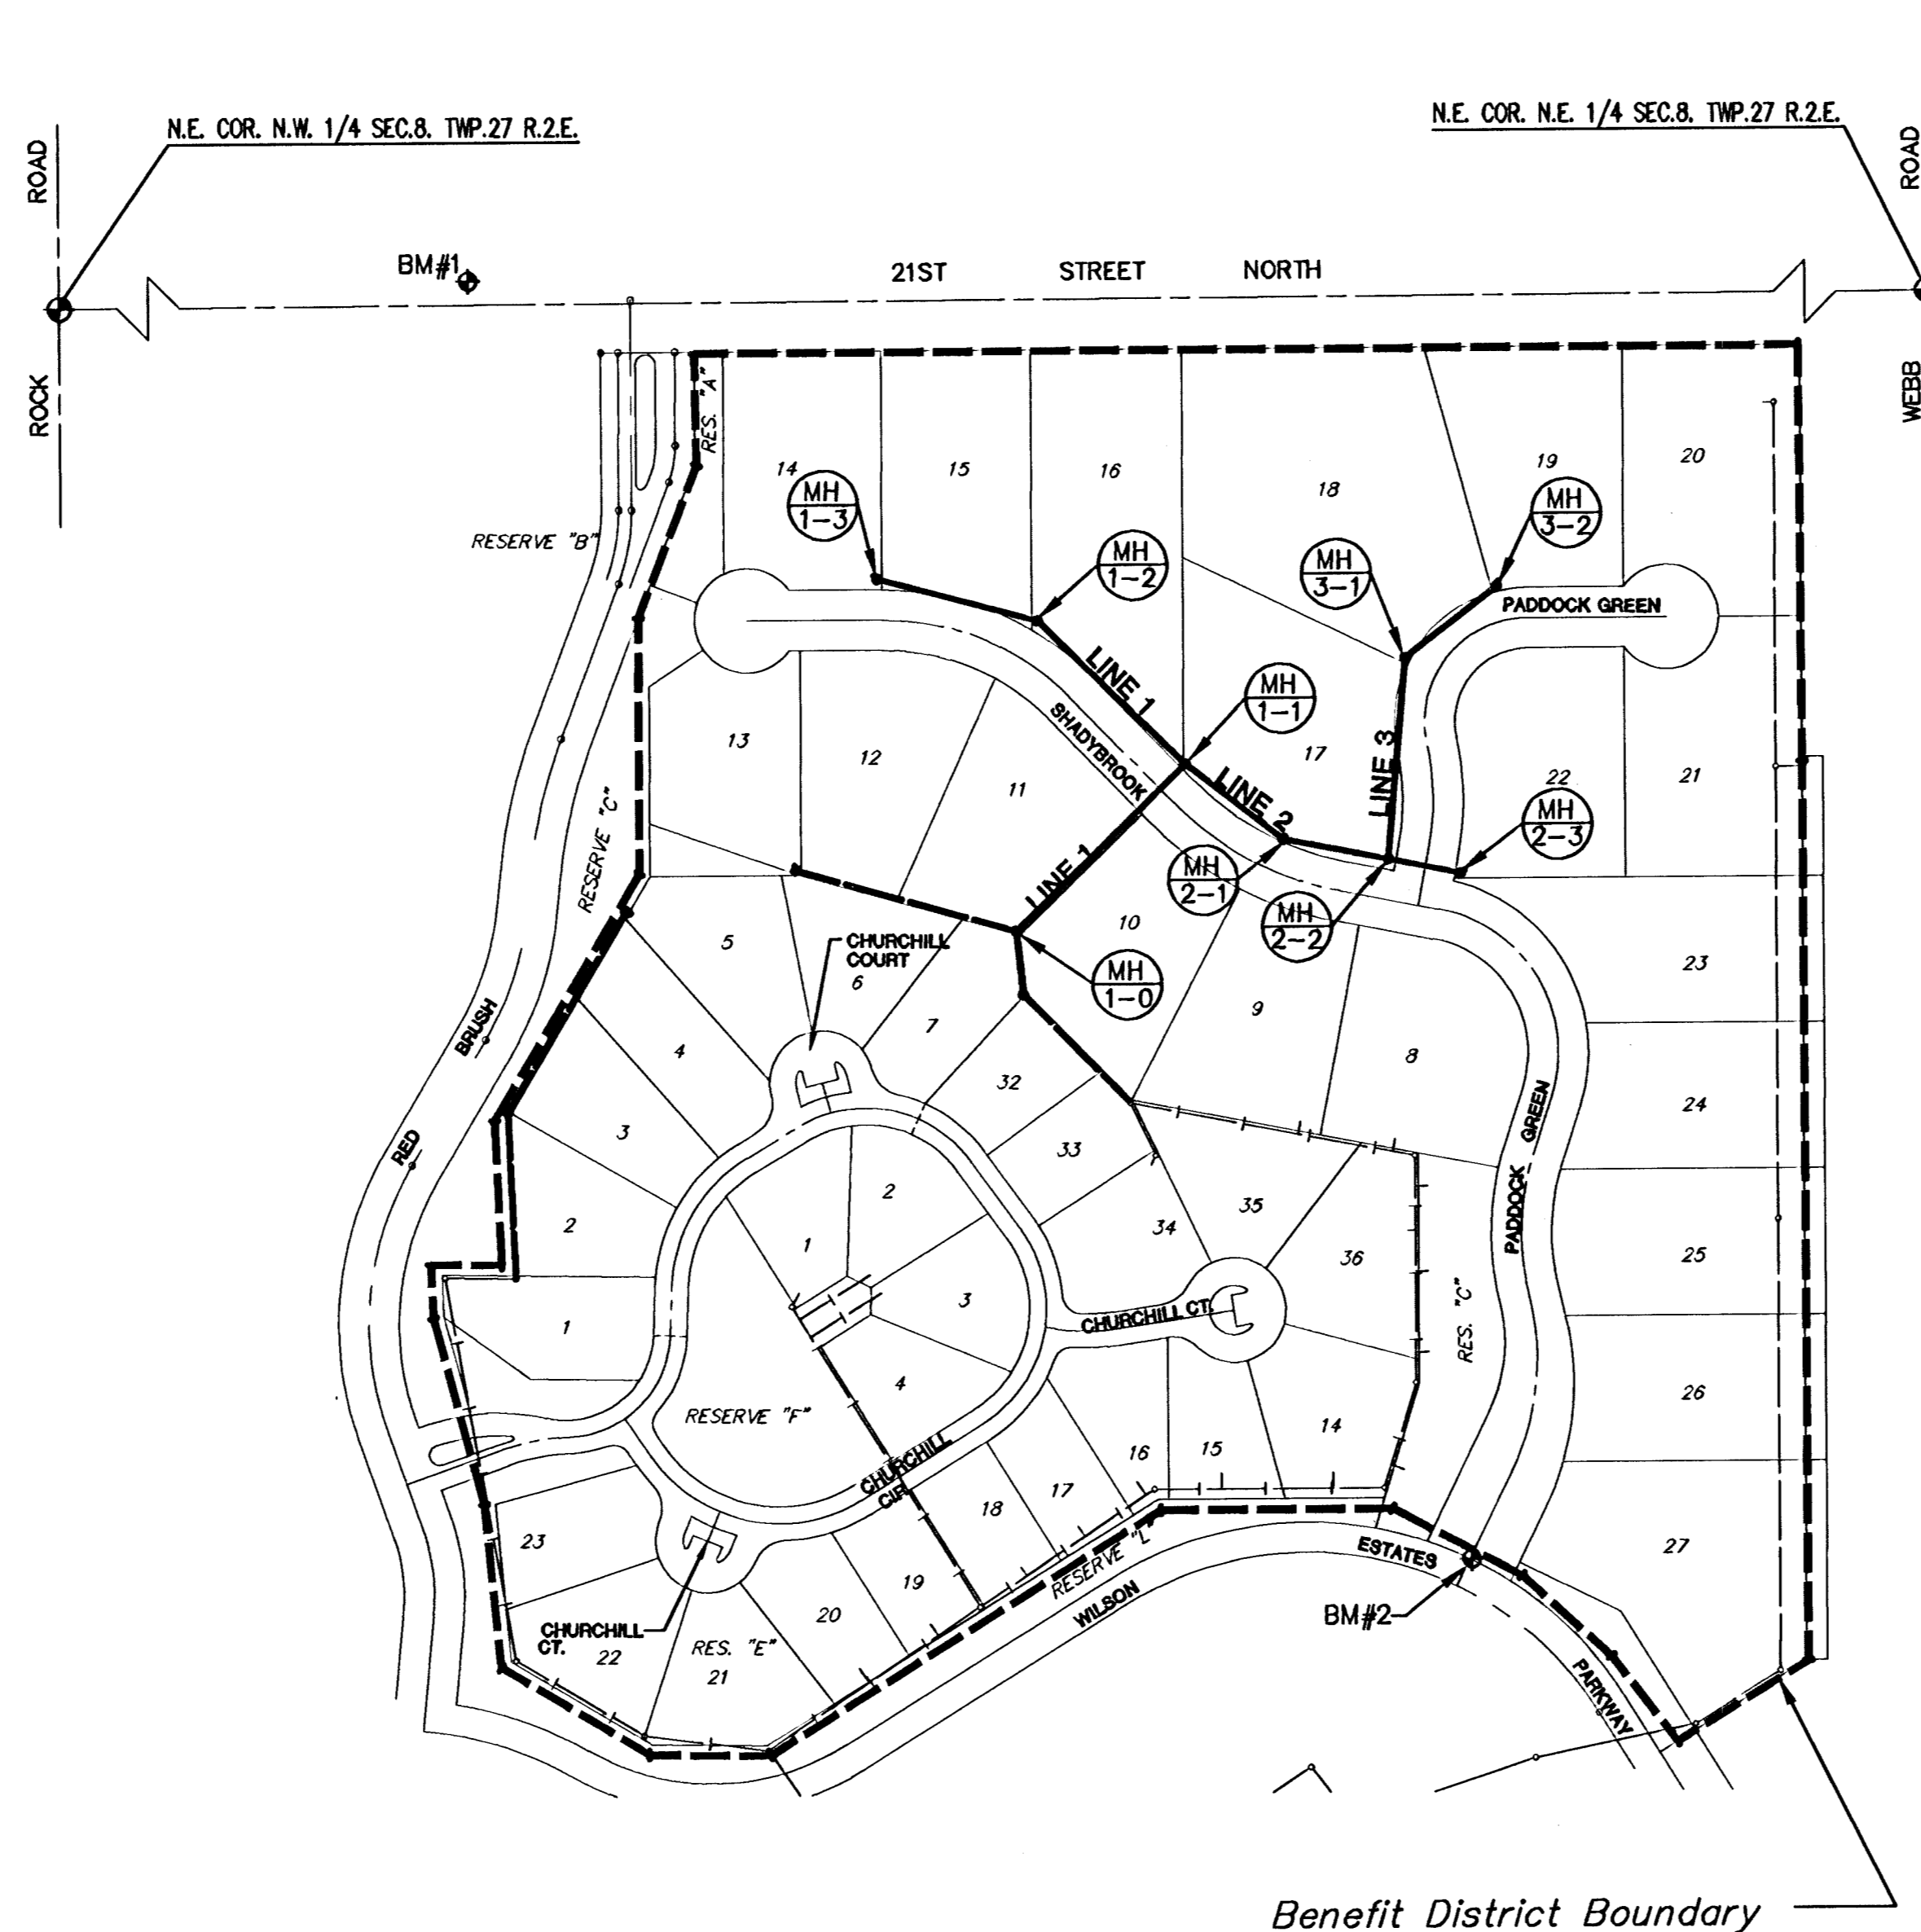 N.E. COR. N.W. 1/4 SEC.8. TWP.27 R.2.E.
N.E. COR. N.E. 1/4 SEC.8. TWP.27 R.2.E.
ROAD
ROAD
BM#1
21ST STREET NORTH
ROCK
WEBB
RES. "A"
14
15
16
18
19
20
MH
1-3
MH
3-2
RESERVE "B"
MH
1-2
MH
3-1
PADDOCK GREEN
LINE 1
MH
1-1
SHADYBROOK
13
12
11
17
LINE 3
22
21
LINE 2
MH
2-3
RESERVE "C"
LINE 1
MH
2-1
MH
2-2
10
5
CHURCHILL
COURT
6
23
MH
1-0
9
7
BRUSH
4
8
32
24
3
RED
33
PADDOCK GREEN
2
35
34
2
1
36
25
3
1
CHURCHILL CT.
RES. "C"
4
26
RESERVE "F"
14
16
15
CHURCHILL
CIR.
17
18
23
ESTATES
27
19
RESERVE "L"
WILSON
20
BM#2
CHURCHILL
CT.
22
RES. "E"
21
PARKWAY
Benefit District Boundary